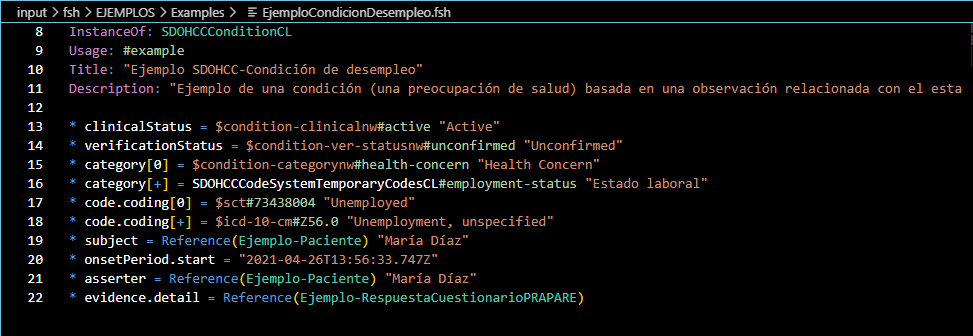 input > fsh > EJEMPLOS > Examples > EjemploCondicionDesempleo.fsh
8 InstanceOf: SDOHCCConditionCL
9 Usage: #example
10 Title: "Ejemplo SDOHCC-Condición de desempleo"
11 Description: "Ejemplo de una condición (una preocupación de salud) basada en una observación relacionada con el esta
12
13 * clinicalStatus = $condition-clinicalnw#active "Active"
14 * verificationStatus = $condition-ver-statusnw#unconfirmed "Unconfirmed"
15 * category[0] = $condition-categorynw#health-concern "Health Concern"
16 * category[+] = SDOHCCCodeSystemTemporaryCodesCL#employment-status "Estado laboral"
17 * code.coding[0] = $sct#73438004 "Unemployed"
18 * code.coding[+] = $icd-10-cm#Z56.0 "Unemployment, unspecified"
19 * subject = Reference(Ejemplo-Paciente) "María Díaz"
20 * onsetPeriod.start = "2021-04-26T13:56:33.747Z"
21 * asserter = Reference(Ejemplo-Paciente) "María Díaz"
22 * evidence.detail = Reference(Ejemplo-RespuestaCuestionarioPRAPARE)